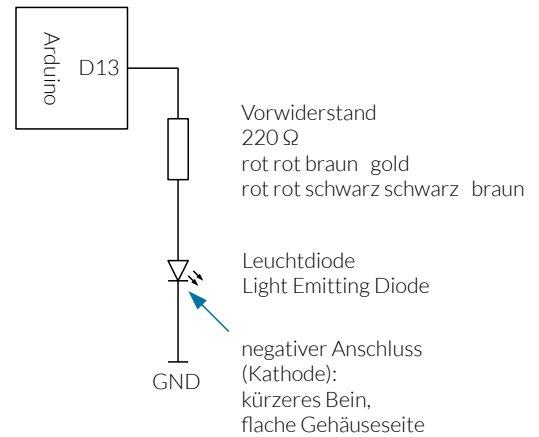 Arduino
D13
Vorwiderstand
220 Ω
rot rot braun gold
rot rot schwarz schwarz braun
Leuchtdiode
Light Emitting Diode
negativer Anschluss
(Kathode):
kürzeres Bein,
flache Gehäuseseite
GND